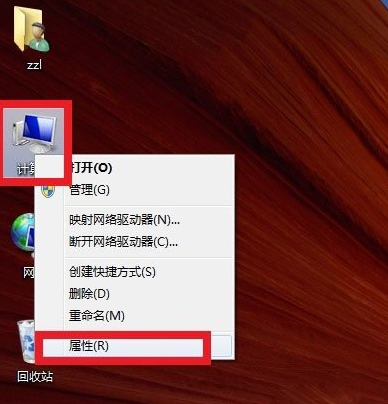 zzl
计算
打开(O)
管理(G)
映射网络驱动器(N)...
断开网络驱动器(C)...
网
创建快捷方式(S)
删除(D)
重命名(M)
属性(R)
回收站